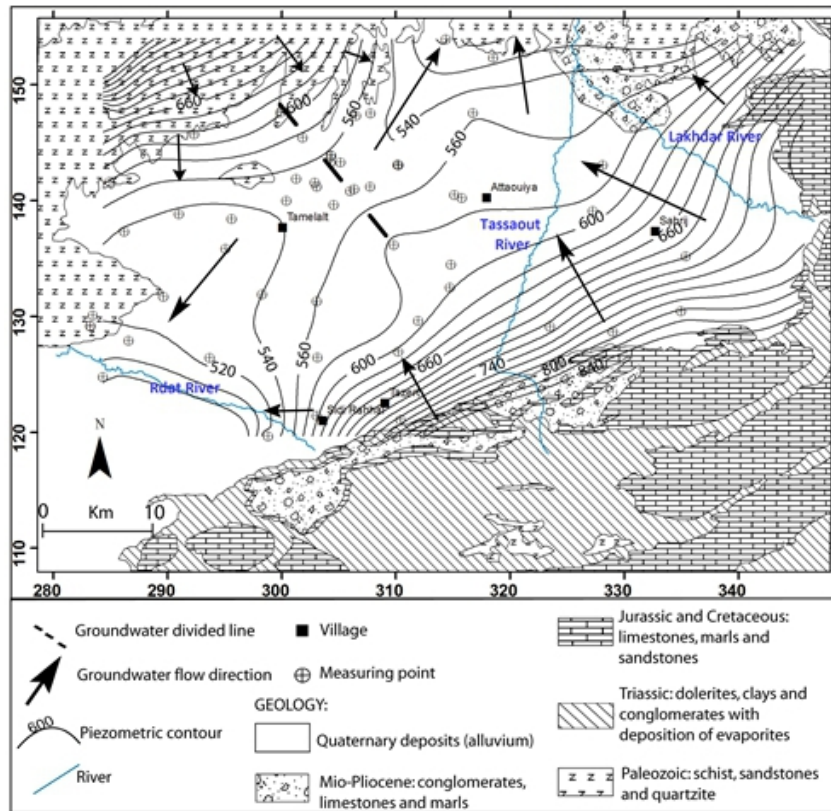 150
140
130
120
110
280
290
300
310
320
330
340
660
600
560
540
560
Lakhdar River
Attaouiya
Tamelalt
Tassaout
River
Sahrij
600
660
560
540
520
600
660
740
800
840
Rdat River
Sidi Rahhal
N
0 Km 10
Groundwater divided line
Groundwater flow direction
600
Piezometric contour
River
Village
Measuring point
GEOLOGY:
Quaternary deposits (alluvium)
Mio-Pliocene: conglomerates,
limestones and marls
Jurassic and Cretaceous:
limestones, marls and
sandstones
Triassic: dolerites, clays and
conglomerates with
deposition of evaporites
Paleozoic: schist, sandstones
and quartzite